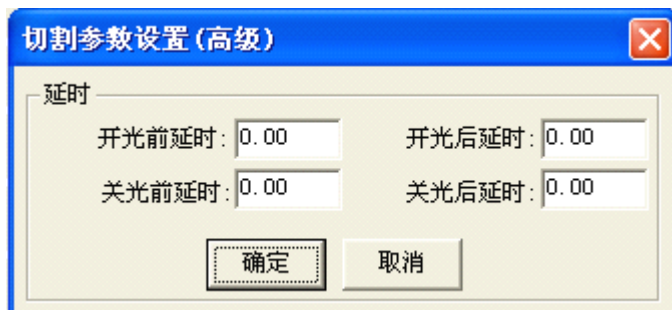 切割参数设置(高级)
延时
开光前延时: 0.00 开光后延时: 0.00
关光前延时: 0.00 关光后延时: 0.00
确定 取消